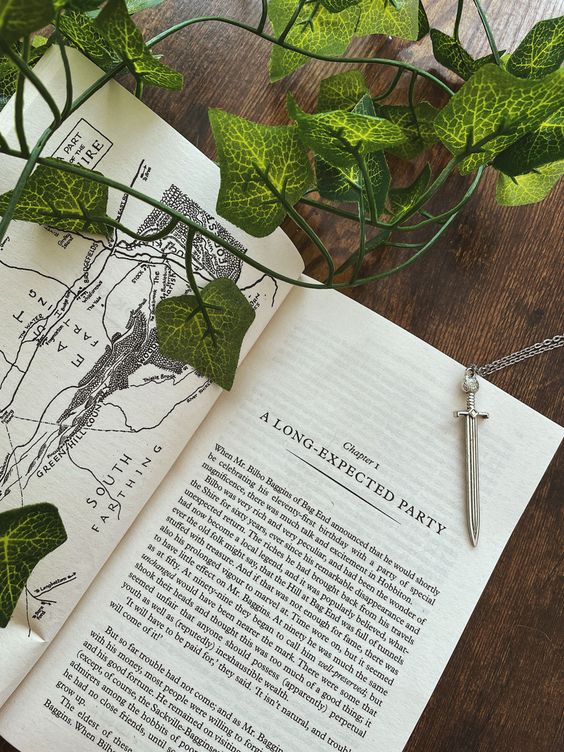 A PART
OF THE
IRE
WEST
FARTHING
GREEN HILL CO
SOUTH
FARTHING
Longbottom
Chapter 1
A LONG-EXPECTED PARTY
When Mr. Bilbo Baggins of Bag End announced that he would shortly
be celebrating his eleventy-first birthday with a party of special
magnificence, there was much talk and excitement in Hobbiton.
Bilbo was very rich and very peculiar, and had been the wonder of
the Shire for sixty years, ever since his remarkable disappearance and
unexpected return. The riches he had brought back from his travels
had now become a local legend, and it was popularly believed, what-
ever the old folk might say, that the Hill at Bag End was full of tunnels
stuffed with treasure. And if that was not enough for fame, there was
also his prolonged vigour to marvel at. Time wore on, but it seemed
to have little effect on Mr. Baggins. At ninety he was much the same
as at fifty. At ninety-nine they began to call him well-preserved; but
unchanged would have been nearer the mark. There were some that
shook their heads and thought this was too much of a good thing; it
seemed unfair that anyone should possess (apparently) perpetual
youth as well as (reputedly) inexhaustible wealth.
'It will have to be paid for,' they said. 'It isn't natural, and trouble
will come of it!'
But so far trouble had not come; and as Mr. Baggins
with his money, most people were willing to
and his good fortune. He remained on visiting
(except, of course, the Sackville-Bagginses
admirers among the hobbits of poor
he had no close friends, until so
grow up.
The eldest of these
Baggins. When Bilbo